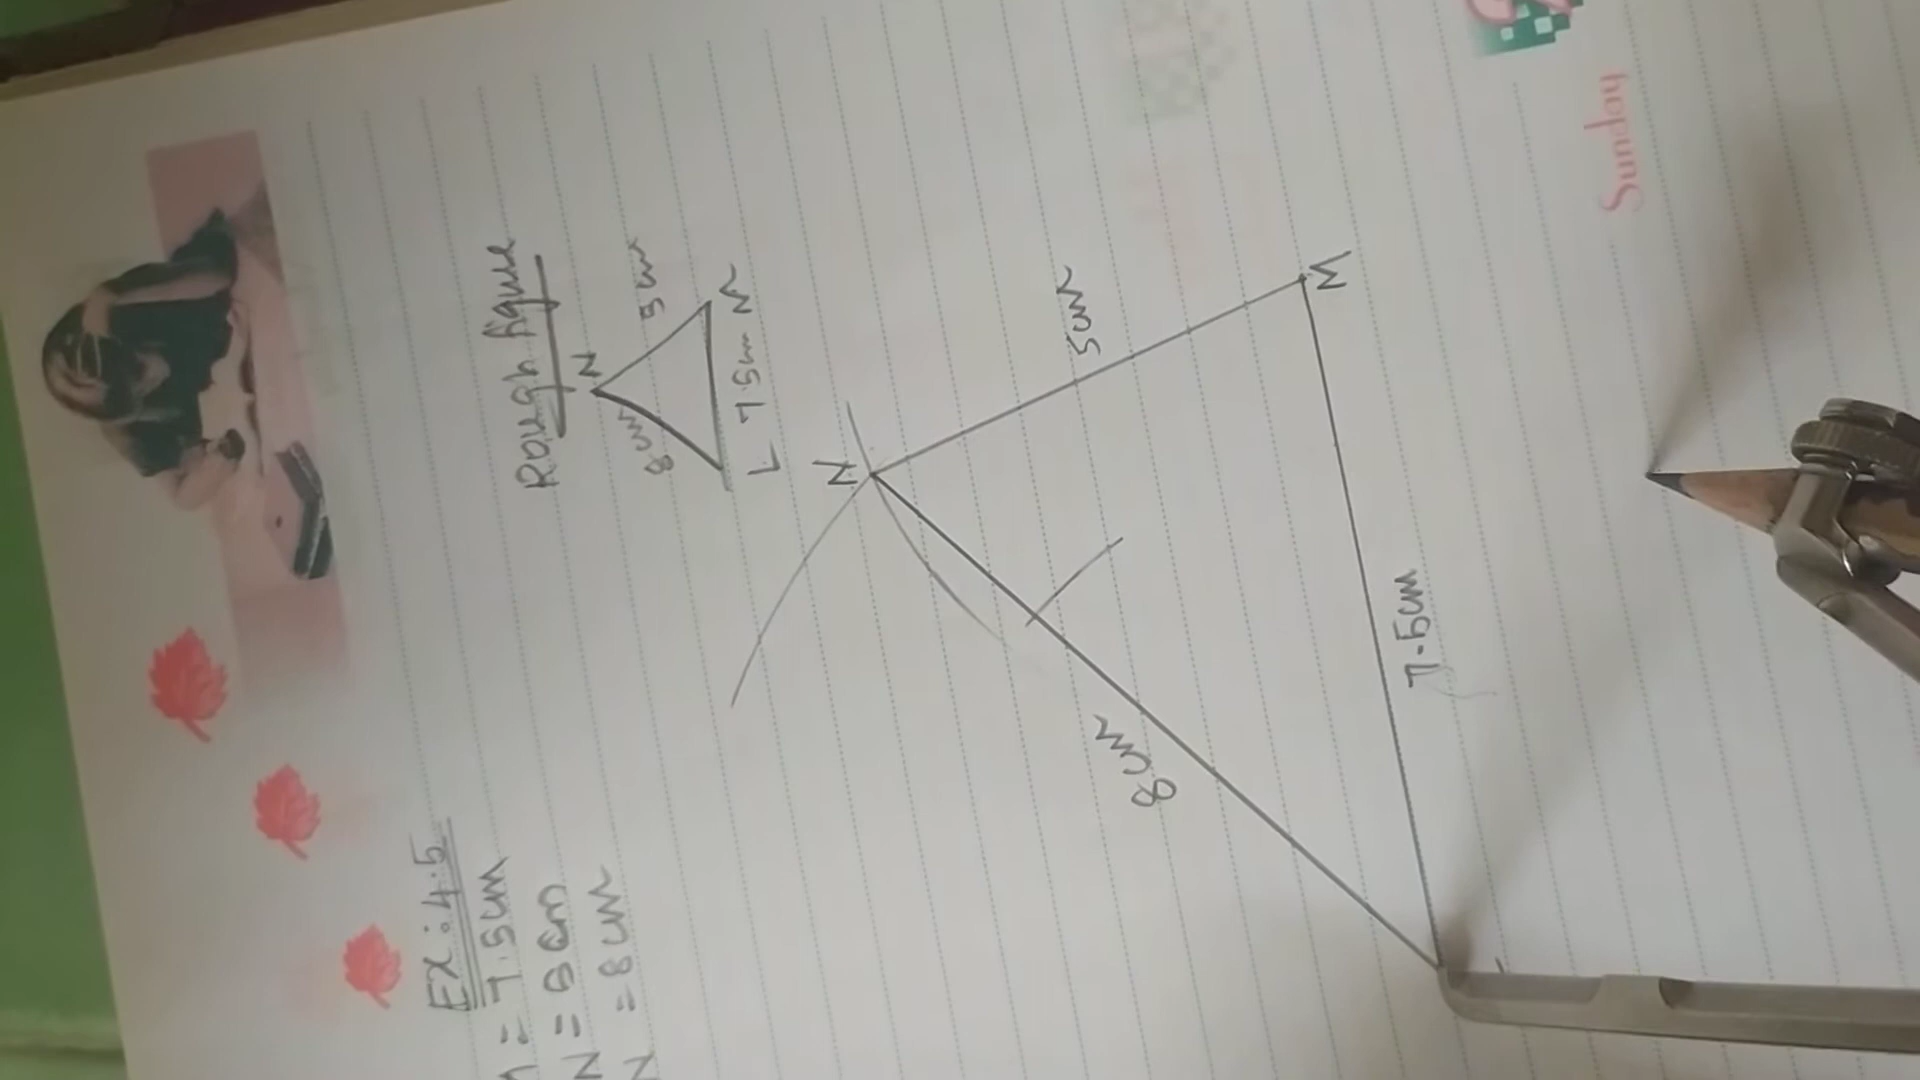 Ex: 4.5
= 7.5cm
N = 5cm
N = 8cm
Rough figure
N
8cm
5cm
L 7.5cm M
N
5cm
8cm
M
7.5cm
Sunday